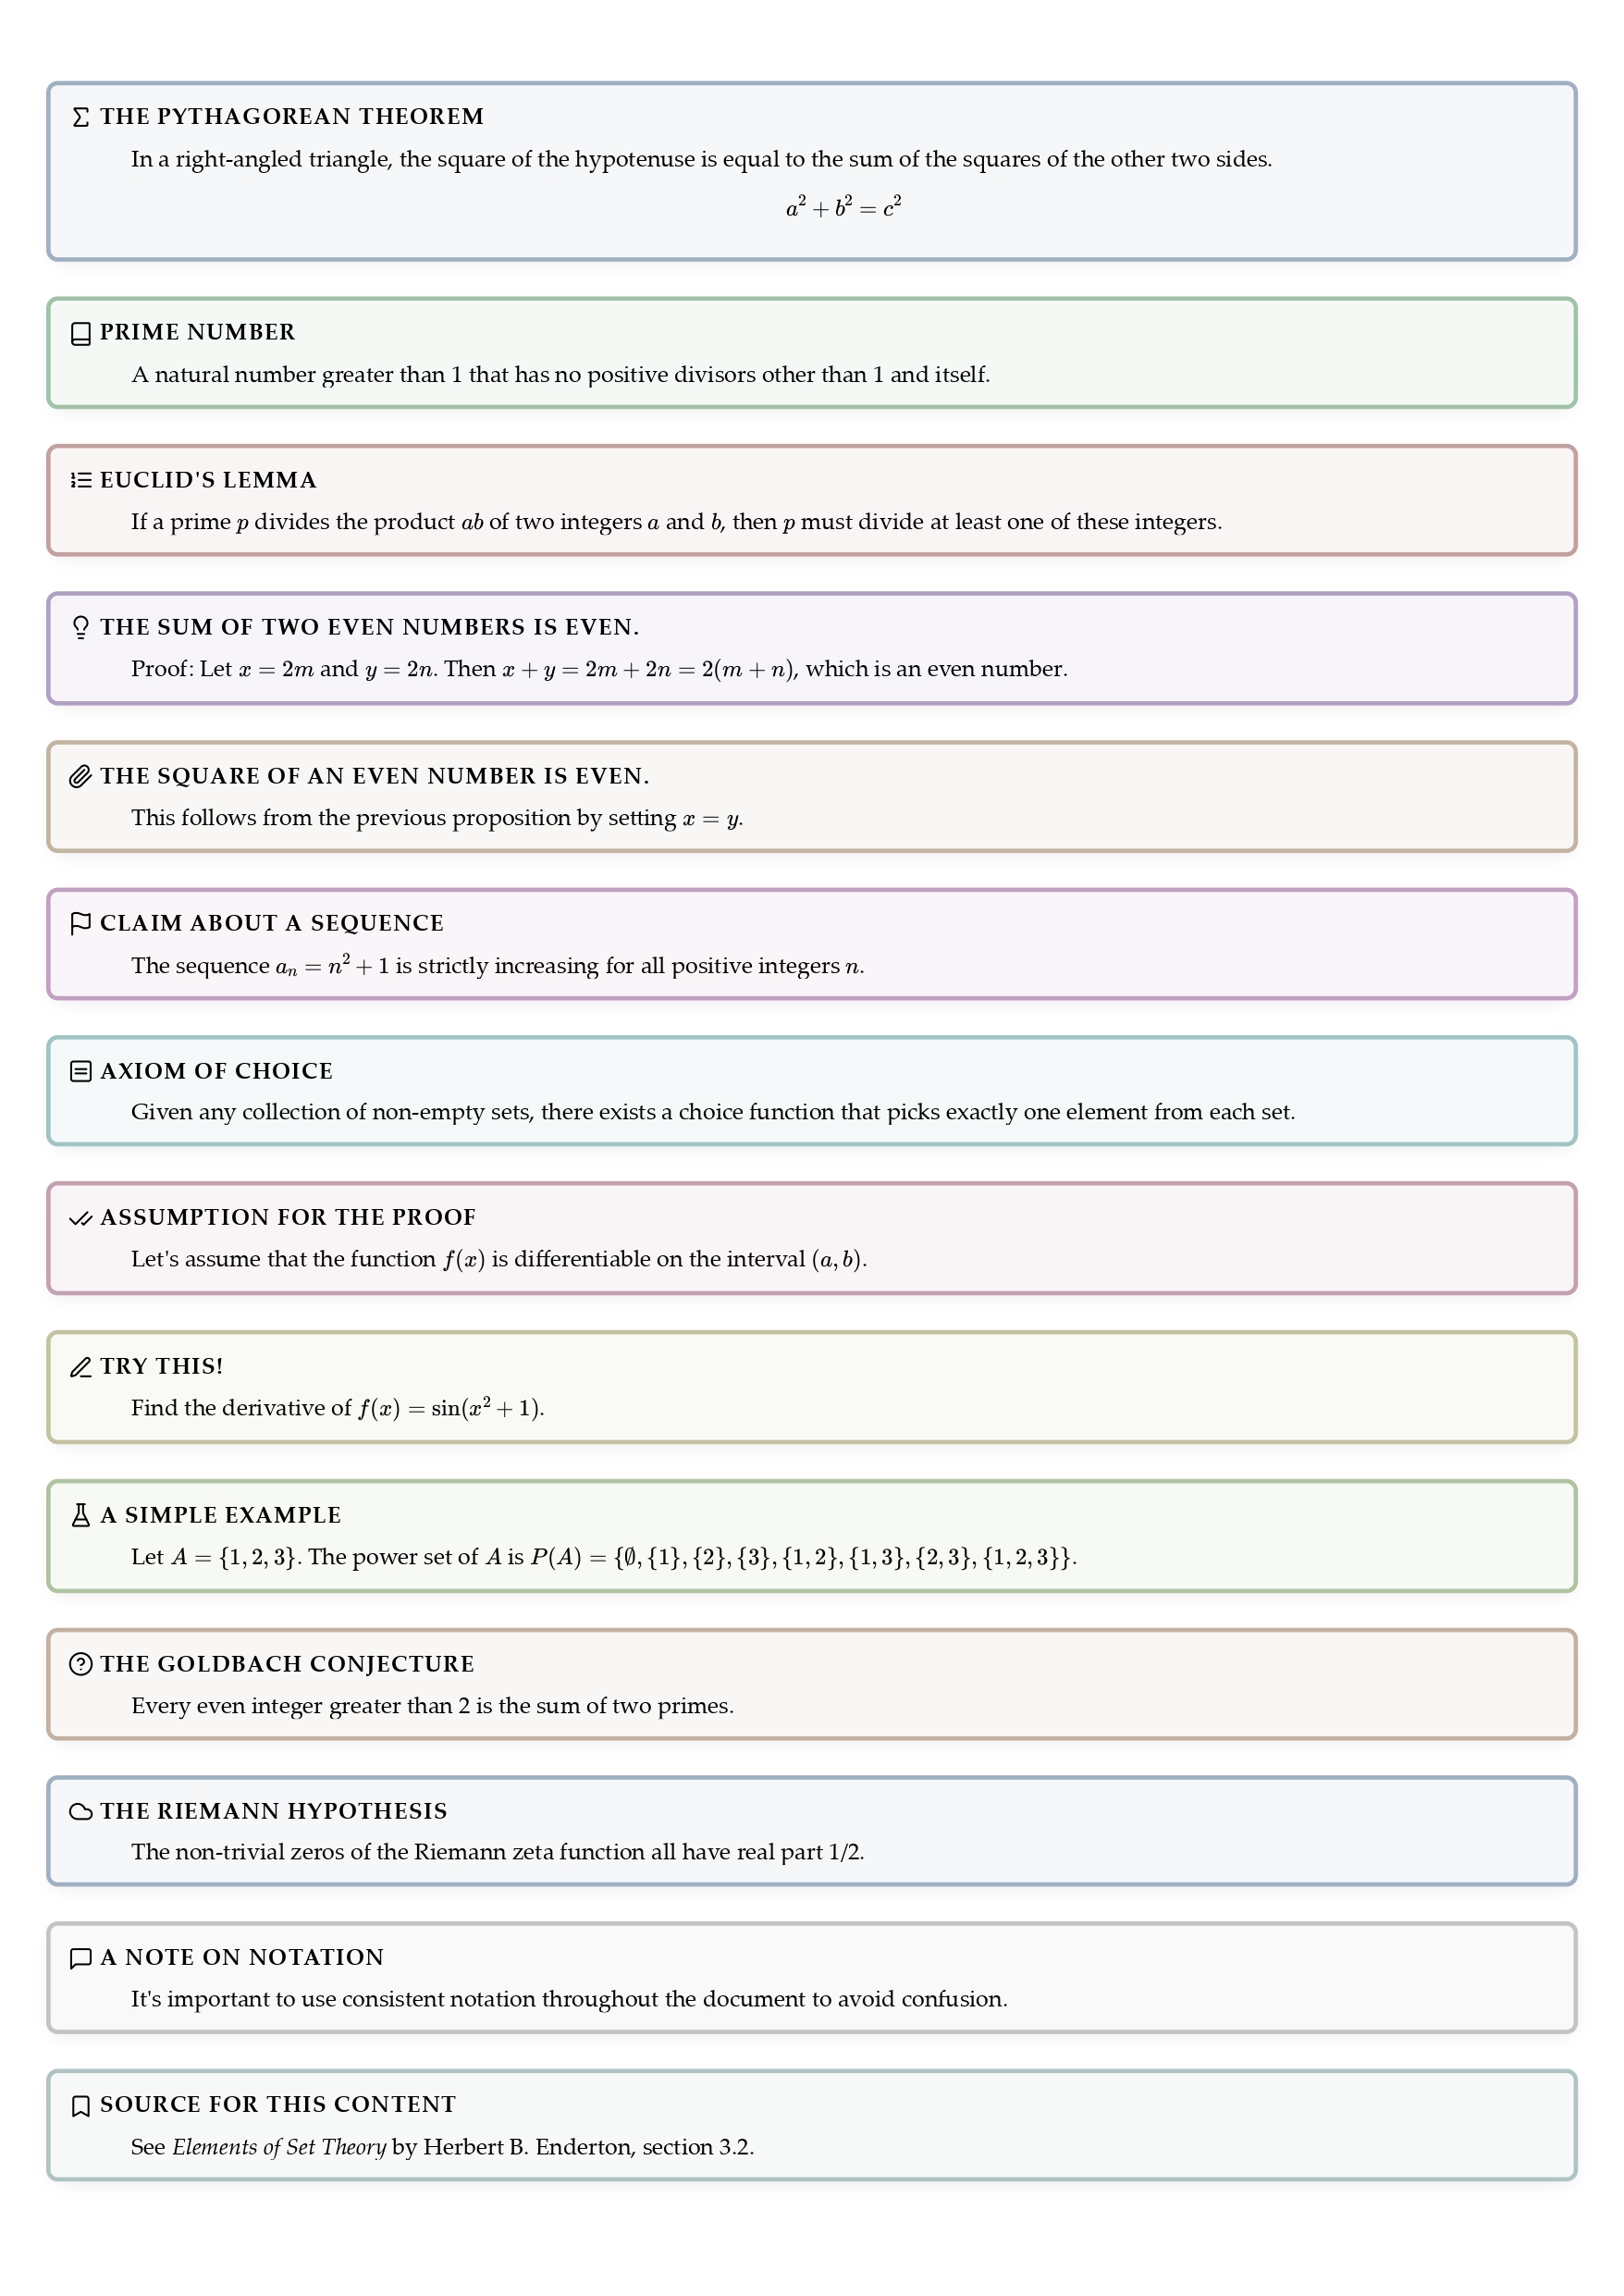 THE PYTHAGOREAN THEOREM
In a right-angled triangle, the square of the hypotenuse is equal to the sum of the squares of the other two sides.
a² + b² = c²
PRIME NUMBER
A natural number greater than 1 that has no positive divisors other than 1 and itself.
EUCLID'S LEMMA
If a prime p divides the product ab of two integers a and b, then p must divide at least one of these integers.
THE SUM OF TWO EVEN NUMBERS IS EVEN.
Proof: Let x = 2m and y = 2n. Then x + y = 2m + 2n = 2(m + n), which is an even number.
THE SQUARE OF AN EVEN NUMBER IS EVEN.
This follows from the previous proposition by setting x = y.
CLAIM ABOUT A SEQUENCE
The sequence aₙ = n² + 1 is strictly increasing for all positive integers n.
AXIOM OF CHOICE
Given any collection of non-empty sets, there exists a choice function that picks exactly one element from each set.
ASSUMPTION FOR THE PROOF
Let's assume that the function f(x) is differentiable on the interval (a, b).
TRY THIS!
Find the derivative of f(x) = sin(x² + 1).
A SIMPLE EXAMPLE
Let A = {1, 2, 3}. The power set of A is P(A) = {∅, {1}, {2}, {3}, {1, 2}, {1, 3}, {2, 3}, {1, 2, 3}}.
THE GOLDBACH CONJECTURE
Every even integer greater than 2 is the sum of two primes.
THE RIEMANN HYPOTHESIS
The non-trivial zeros of the Riemann zeta function all have real part 1/2.
A NOTE ON NOTATION
It's important to use consistent notation throughout the document to avoid confusion.
SOURCE FOR THIS CONTENT
See Elements of Set Theory by Herbert B. Enderton, section 3.2.